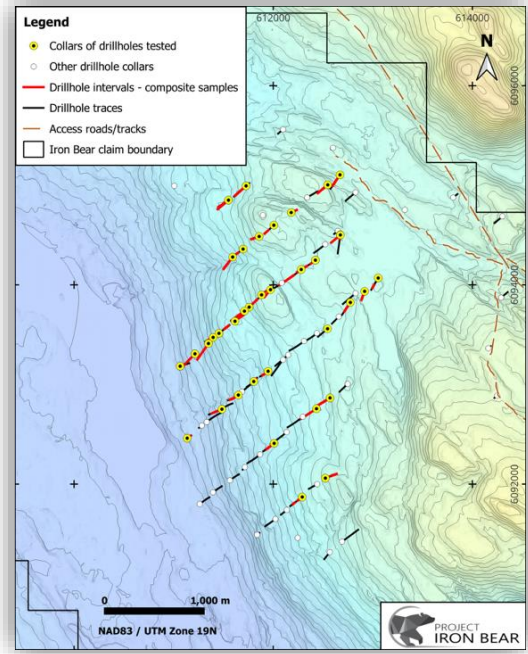 612000
614000
Legend
Collars of drillholes tested
Other drillhole collars
Drillhole intervals - composite samples
Drillhole traces
Access roads/tracks
Iron Bear claim boundary
N
6096000
6094000
6092000
0 1,000 m
NAD83 / UTM Zone 19N
PROJECT
IRON BEAR